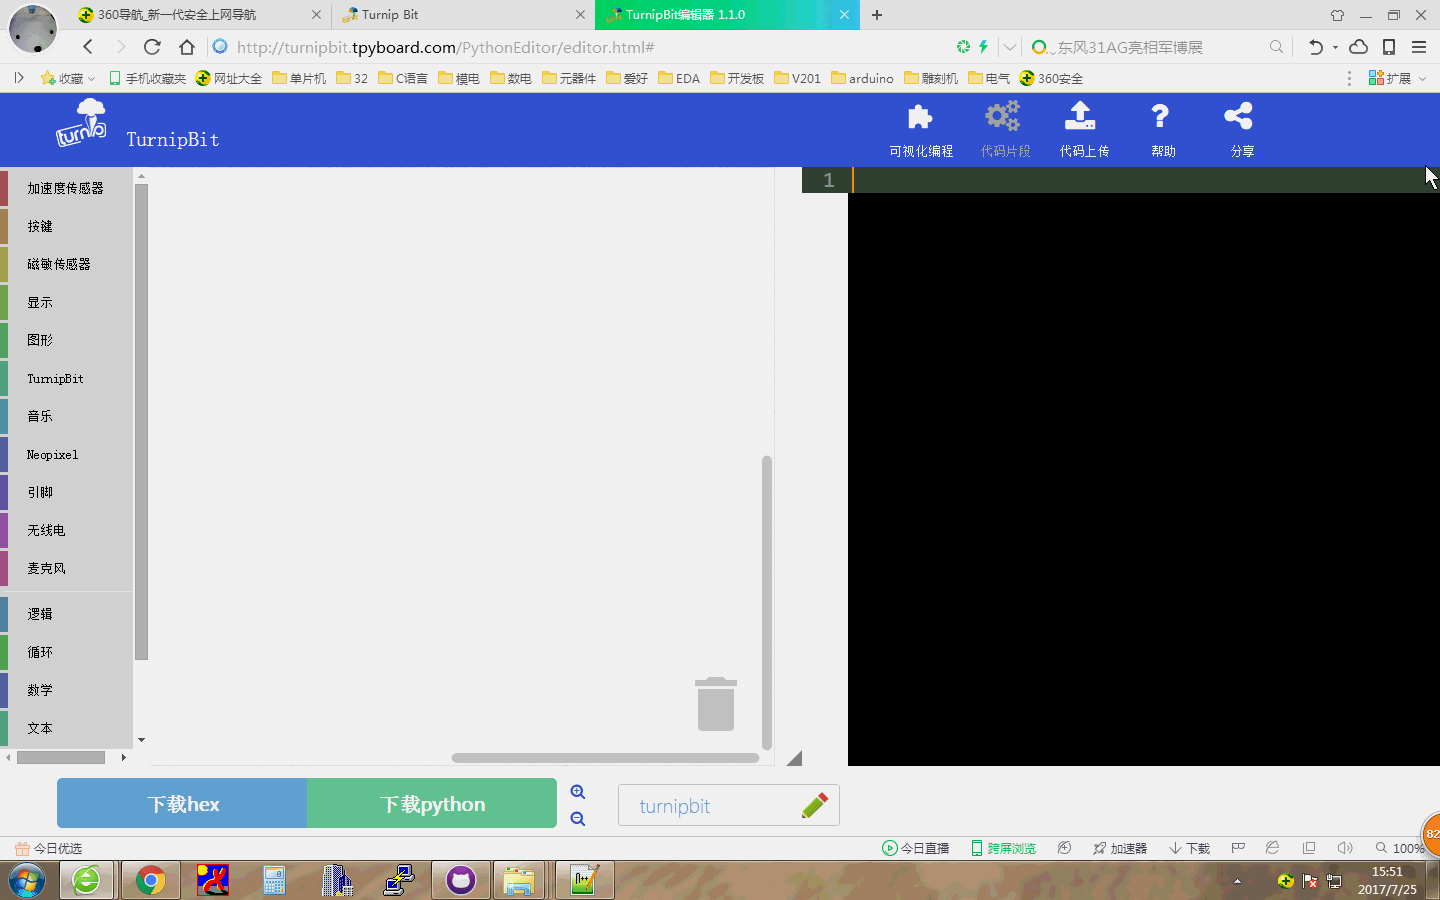 360导航_新一代安全上网导航
Turnip Bit
TurnipBit编辑器 1.1.0
http://turnipbit.tpyboard.com/PythonEditor/editor.html#
东风31AG亮相军博展
收藏
手机收藏夹
网址大全
单片机
32
C语言
模电
数电
元器件
爱好
EDA
开发板
V201
arduino
雕刻机
电气
360安全
扩展
turnip
TurnipBit
可视化编程
代码片段
代码上传
帮助
分享
加速度传感器
按键
磁敏传感器
显示
图形
TurnipBit
音乐
Neopixel
引脚
无线电
麦克风
逻辑
循环
数学
文本
1
下载hex
下载python
turnipbit
82
今日优选
今日直播
跨屏浏览
加速器
下载
100%
15:51
2017/7/25